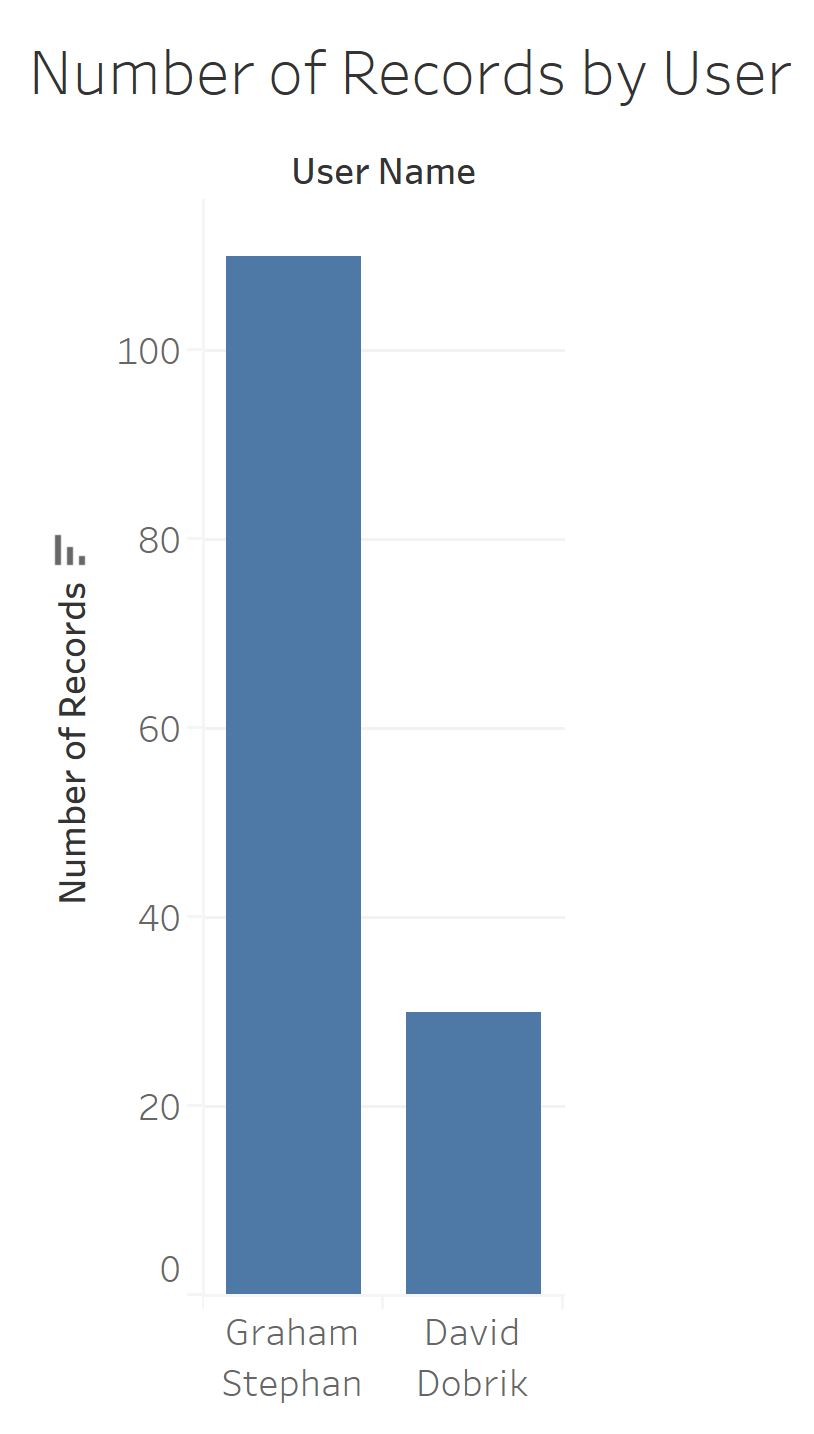 Number of Records by User
User Name
Number of Records
100
80
60
40
20
0
Graham
Stephan
David
Dobrik